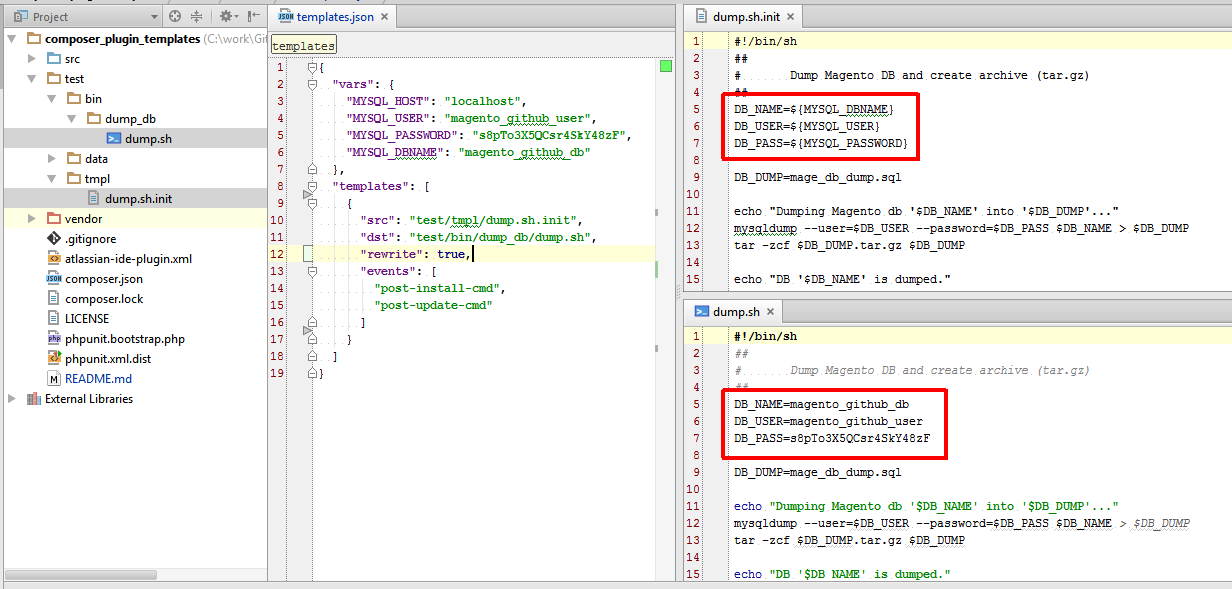 Project
composer_plugin_templates (C:\work\Git
src
test
bin
dump_db
dump.sh
data
tmpl
dump.sh.init
vendor
.gitignore
atlassian-ide-plugin.xml
composer.json
composer.lock
LICENSE
phpunit.bootstrap.php
phpunit.xml.dist
README.md
External Libraries
templates.json
templates
1 {
2 "vars": {
3 "MYSQL_HOST": "localhost",
4 "MYSQL_USER": "magento_github_user",
5 "MYSQL_PASSWORD": "s8pTo3X5QCsr4SkY48zF",
6 "MYSQL_DBNAME": "magento_github_db"
7 },
8 "templates": [
9 {
10 "src": "test/tmpl/dump.sh.init",
11 "dst": "test/bin/dump_db/dump.sh",
12 "rewrite": true,
13 "events": [
14 "post-install-cmd",
15 "post-update-cmd"
16 ]
17 }
18 ]
19 }
dump.sh.init
1 #!/bin/sh
2 ##
3 # Dump Magento DB and create archive (tar.gz)
4 ##
5 DB_NAME=${MYSQL_DBNAME}
6 DB_USER=${MYSQL_USER}
7 DB_PASS=${MYSQL_PASSWORD}
8
9 DB_DUMP=mage_db_dump.sql
10
11 echo "Dumping Magento db '$DB_NAME' into '$DB_DUMP'..."
12 mysqldump --user=$DB_USER --password=$DB_PASS $DB_NAME > $DB_DUMP
13 tar -zcf $DB_DUMP.tar.gz $DB_DUMP
14
15 echo "DB '$DB_NAME' is dumped."
dump.sh
1 #!/bin/sh
2 ##
3 # Dump Magento DB and create archive (tar.gz)
4 ##
5 DB_NAME=magento_github_db
6 DB_USER=magento_github_user
7 DB_PASS=s8pTo3X5QCsr4SkY48zF
8
9 DB_DUMP=mage_db_dump.sql
10
11 echo "Dumping Magento db '$DB_NAME' into '$DB_DUMP'..."
12 mysqldump --user=$DB_USER --password=$DB_PASS $DB_NAME > $DB_DUMP
13 tar -zcf $DB_DUMP.tar.gz $DB_DUMP
14
15 echo "DB '$DB_NAME' is dumped."